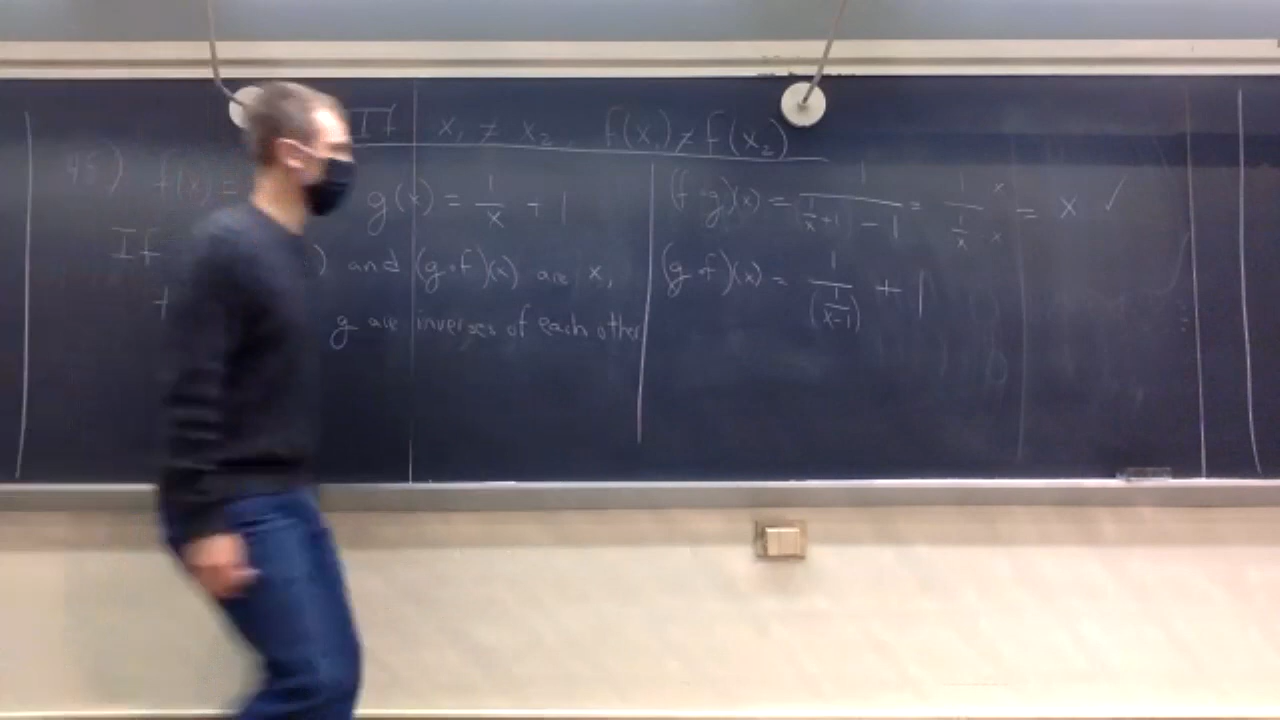 If x₁ ≠ x₂, f(x₁) ≠ f(x₂)
45) f(x) =
g(x) = 1/x + 1
If ) and (g∘f)(x) are x,
g are inverses of each other
(f∘g)(x) = 1/(1/x + 1 - 1) = 1/(1/x) x/x = x ✓
(g∘f)(x) = 1/(1/(x-1)) + 1